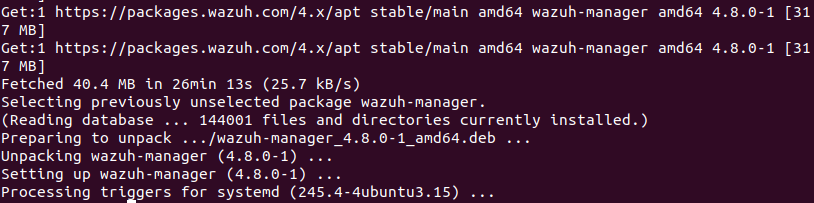 Get:1 https://packages.wazuh.com/4.x/apt stable/main amd64 wazuh-manager amd64 4.8.0-1 [31
7 MB]
Get:1 https://packages.wazuh.com/4.x/apt stable/main amd64 wazuh-manager amd64 4.8.0-1 [31
7 MB]
Fetched 40.4 MB in 26min 13s (25.7 kB/s)
Selecting previously unselected package wazuh-manager.
(Reading database ... 144001 files and directories currently installed.)
Preparing to unpack .../wazuh-manager_4.8.0-1_amd64.deb ...
Unpacking wazuh-manager (4.8.0-1) ...
Setting up wazuh-manager (4.8.0-1) ...
Processing triggers for systemd (245.4-4ubuntu3.15) ...